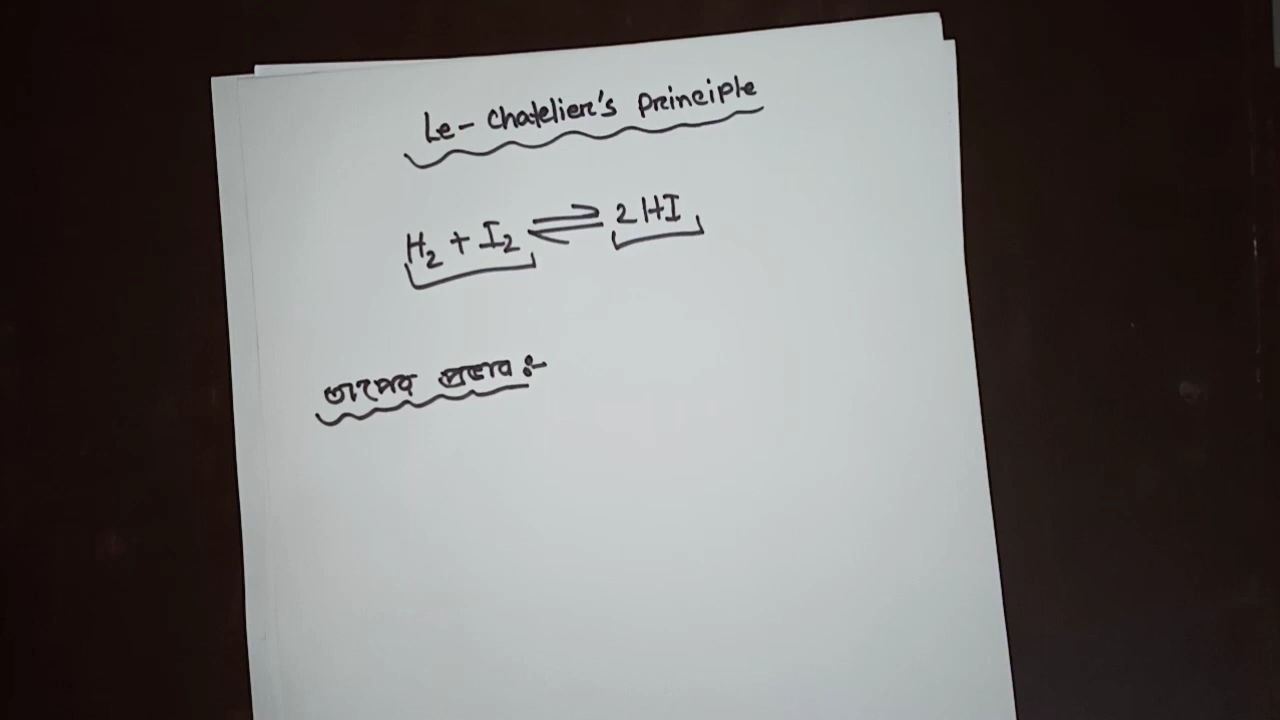 Le- Chatelier's principle
H₂ + I₂ ⇌ 2HI
তাপের প্রভাব :-